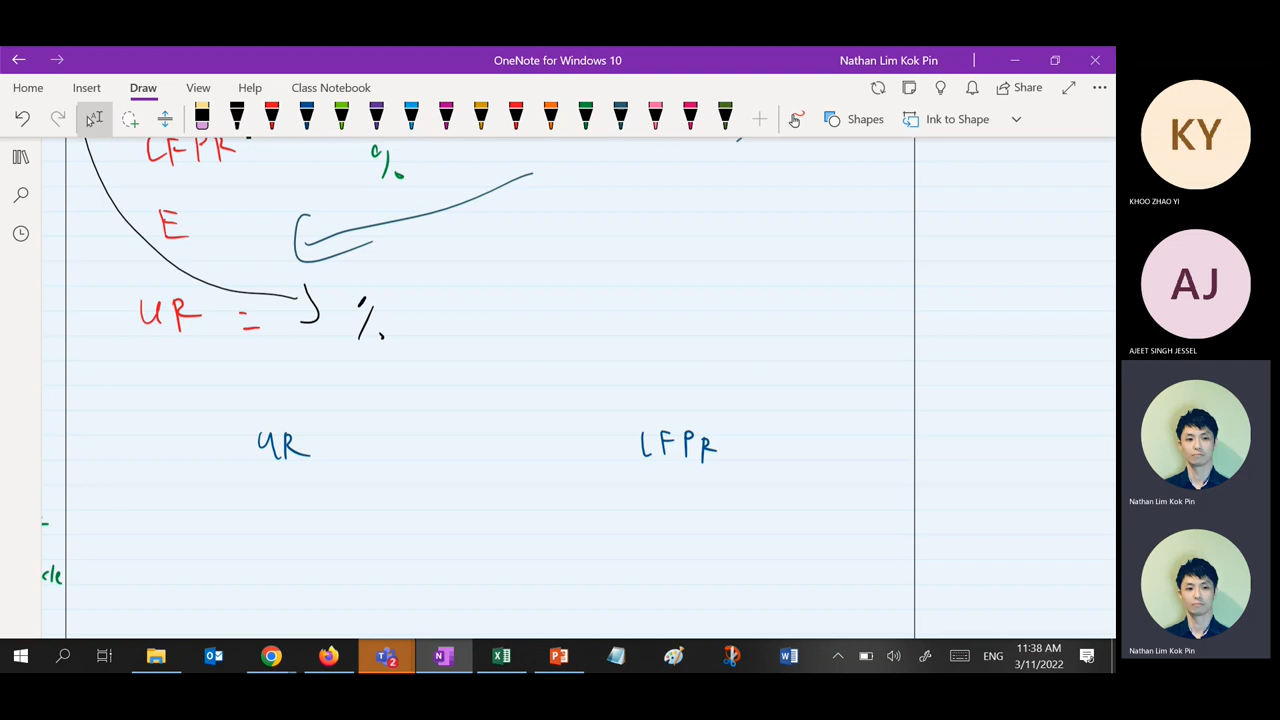 OneNote for Windows 10
Nathan Lim Kok Pin
Home Insert Draw View Help Class Notebook
Share
Shapes
Ink to Shape
LFPR
%
E
UR = %
UR LFPR
cle
KY
KHOO ZHAO YI
AJ
AJEET SINGH JESSEL
Nathan Lim Kok Pin
Nathan Lim Kok Pin
2
ENG
11:38 AM
3/11/2022